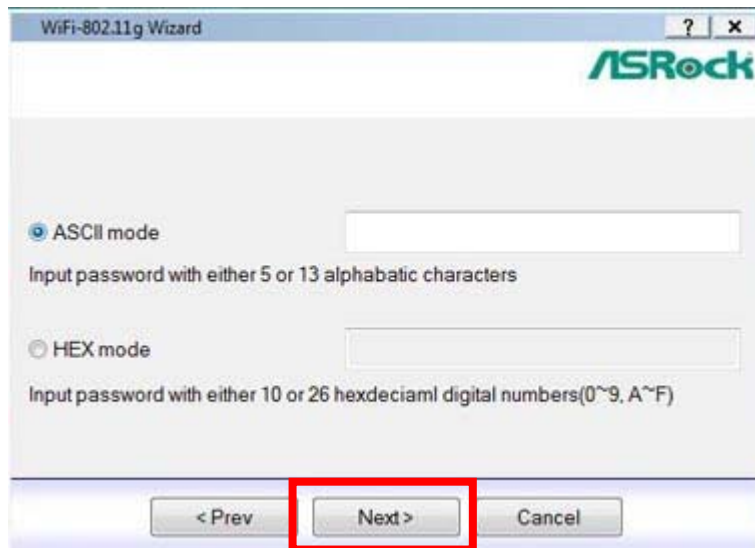 WiFi-802.11g Wizard ? x
ASRock
ASCII mode
Input password with either 5 or 13 alphabatic characters
HEX mode
Input password with either 10 or 26 hexdeciaml digital numbers(0~9, A~F)
< Prev Next > Cancel